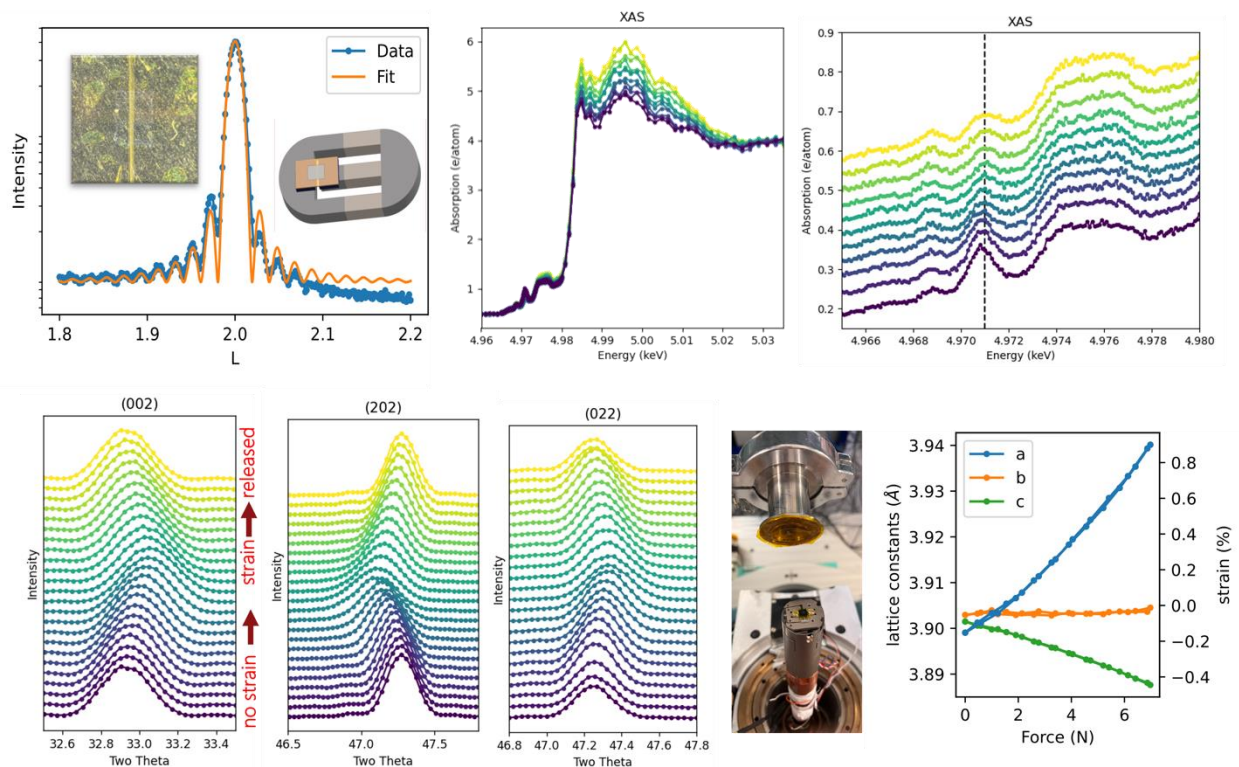 Intensity
Data
Fit
1.8 1.9 2.0 2.1 2.2
L
XAS
Absorption (e/atom)
6
5
4
3
2
1
4.96 4.97 4.98 4.99 5.00 5.01 5.02 5.03
Energy (keV)
XAS
Absorption (e/atom)
0.9
0.8
0.7
0.6
0.5
0.4
0.3
0.2
4.966 4.968 4.970 4.972 4.974 4.976 4.978 4.980
Energy (keV)
(002)
Intensity
32.6 32.8 33.0 33.2 33.4
Two Theta
no strain
strain
released
(202)
Intensity
46.5 47.0 47.5
Two Theta
(022)
Intensity
46.8 47.0 47.2 47.4 47.6 47.8
Two Theta
lattice constants (Å)
3.94
3.93
3.92
3.91
3.90
3.89
a
b
c
0.8
0.6
0.4
0.2
0.0
−0.2
−0.4
strain (%)
0 2 4 6
Force (N)